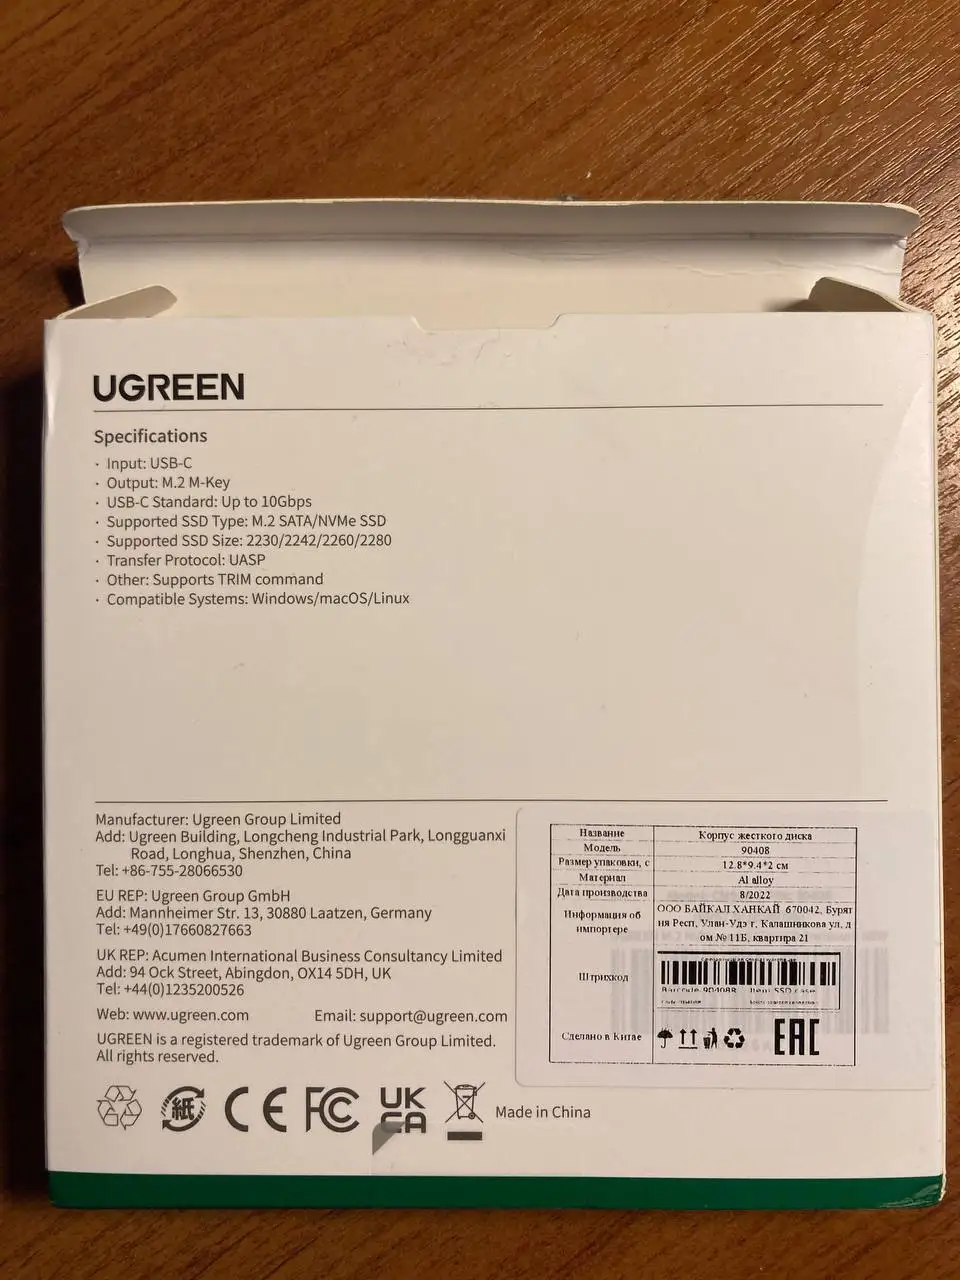 UGREEN
Specifications
· Input: USB-C
· Output: M.2 M-Key
· USB-C Standard: Up to 10Gbps
· Supported SSD Type: M.2 SATA/NVMe SSD
· Supported SSD Size: 2230/2242/2260/2280
· Transfer Protocol: UASP
· Other: Supports TRIM command
· Compatible Systems: Windows/macOS/Linux
Manufacturer: Ugreen Group Limited
Add: Ugreen Building, Longcheng Industrial Park, Longguanxi
Road, Longhua, Shenzhen, China
Tel: +86-755-28066530
EU REP: Ugreen Group GmbH
Add: Mannheimer Str. 13, 30880 Laatzen, Germany
Tel: +49(0)17660827663
UK REP: Acumen International Business Consultancy Limited
Add: 94 Ock Street, Abingdon, OX14 5DH, UK
Tel: +44(0)1235200526
Web: www.ugreen.com Email: support@ugreen.com
UGREEN is a registered trademark of Ugreen Group Limited.
All rights reserved.
紙 CE FC UK
CA
Made in China
Название Корпус жесткого диска
Модель 90408
Размер упаковки, с 12.8*9.4*2 см
Материал Al alloy
Дата производства 8/2022
Информация об импортере ООО БАЙКАЛ ХАНКАЙ 670042, Бурят
ия Респ, Улан-Удэ г, Калашникова ул, д
ом № 11Б, квартира 21
Штрихкод
Barcode 90408 Item SSD case
Сделано в Китае EAC